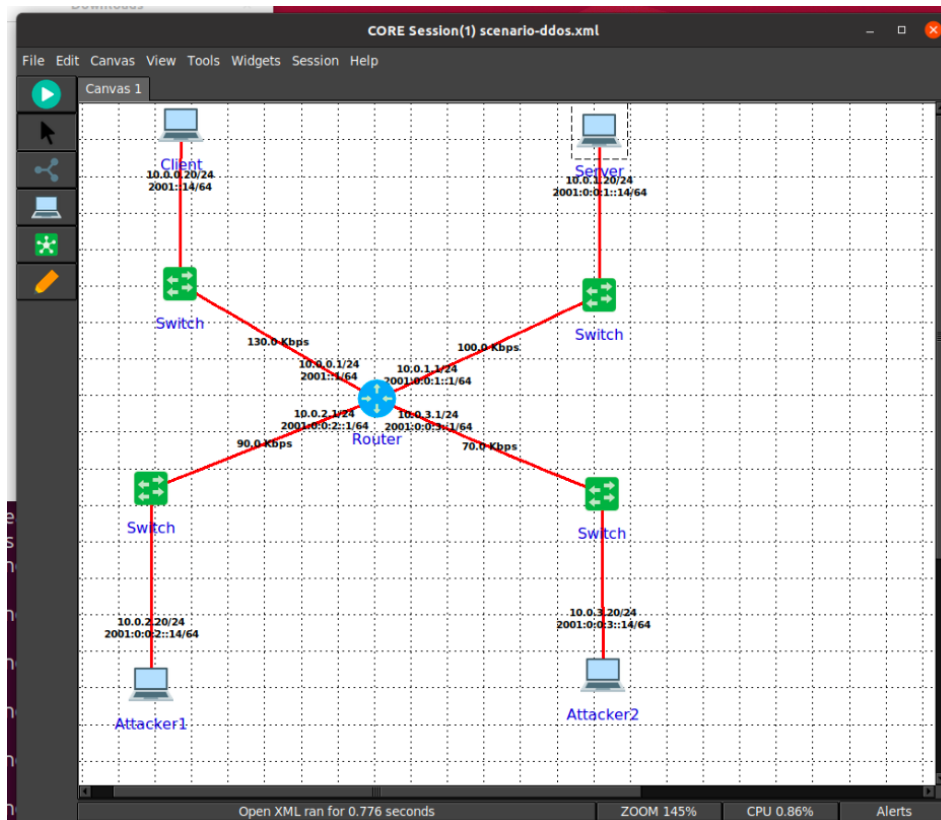 Downloads
CORE Session(1) scenario-ddos.xml
File Edit Canvas View Tools Widgets Session Help
Canvas 1
Client
10.0.0.20/24
2001::14/64
Server
10.0.1.20/24
2001:0:0:1::14/64
Switch
Switch
130.0 Kbps
100.0 Kbps
10.0.0.1/24
2001::1/64
10.0.1.1/24
2001:0:0:1::1/64
10.0.2.1/24
2001:0:0:2::1/64
10.0.3.1/24
2001:0:0:3::1/64
Router
90.0 Kbps
70.0 Kbps
Switch
Switch
10.0.2.20/24
2001:0:0:2::14/64
10.0.3.20/24
2001:0:0:3::14/64
Attacker1
Attacker2
Open XML ran for 0.776 seconds
ZOOM 145%
CPU 0.86%
Alerts